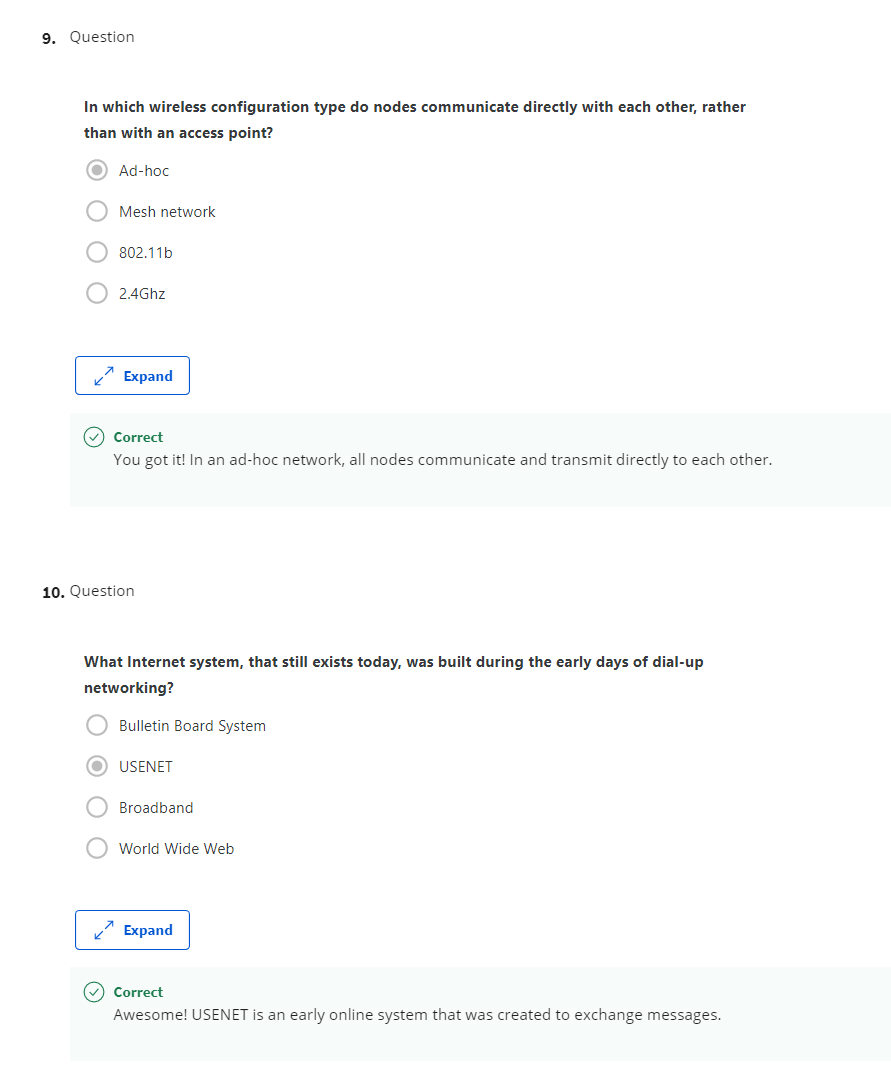 9. Question
In which wireless configuration type do nodes communicate directly with each other, rather
than with an access point?
Ad-hoc
Mesh network
802.11b
2.4Ghz
Expand
Correct
You got it! In an ad-hoc network, all nodes communicate and transmit directly to each other.
10. Question
What Internet system, that still exists today, was built during the early days of dial-up
networking?
Bulletin Board System
USENET
Broadband
World Wide Web
Expand
Correct
Awesome! USENET is an early online system that was created to exchange messages.